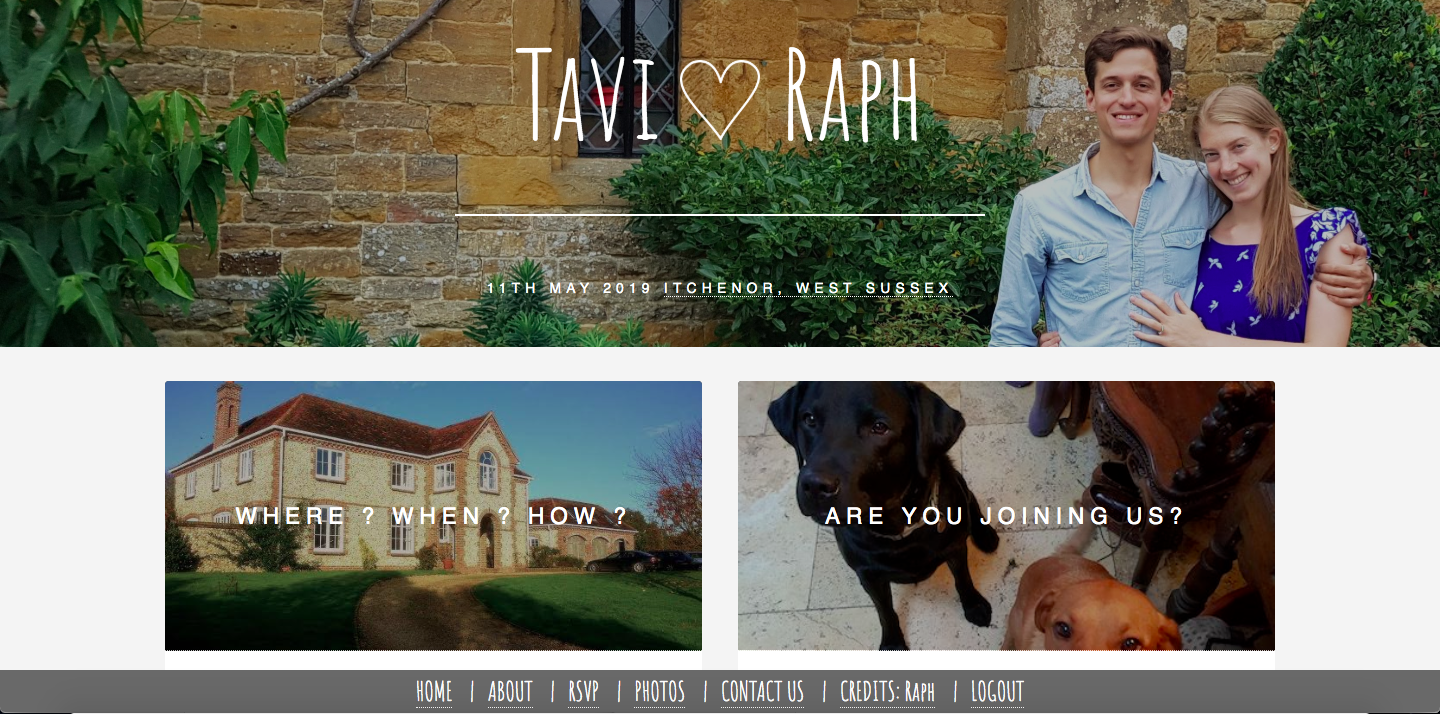 TAVI ♡ RAPH
11TH MAY 2019 ITCHENOR, WEST SUSSEX
WHERE ? WHEN ? HOW ?
ARE YOU JOINING US?
HOME | ABOUT | RSVP | PHOTOS | CONTACT US | CREDITS: RAPH | LOGOUT